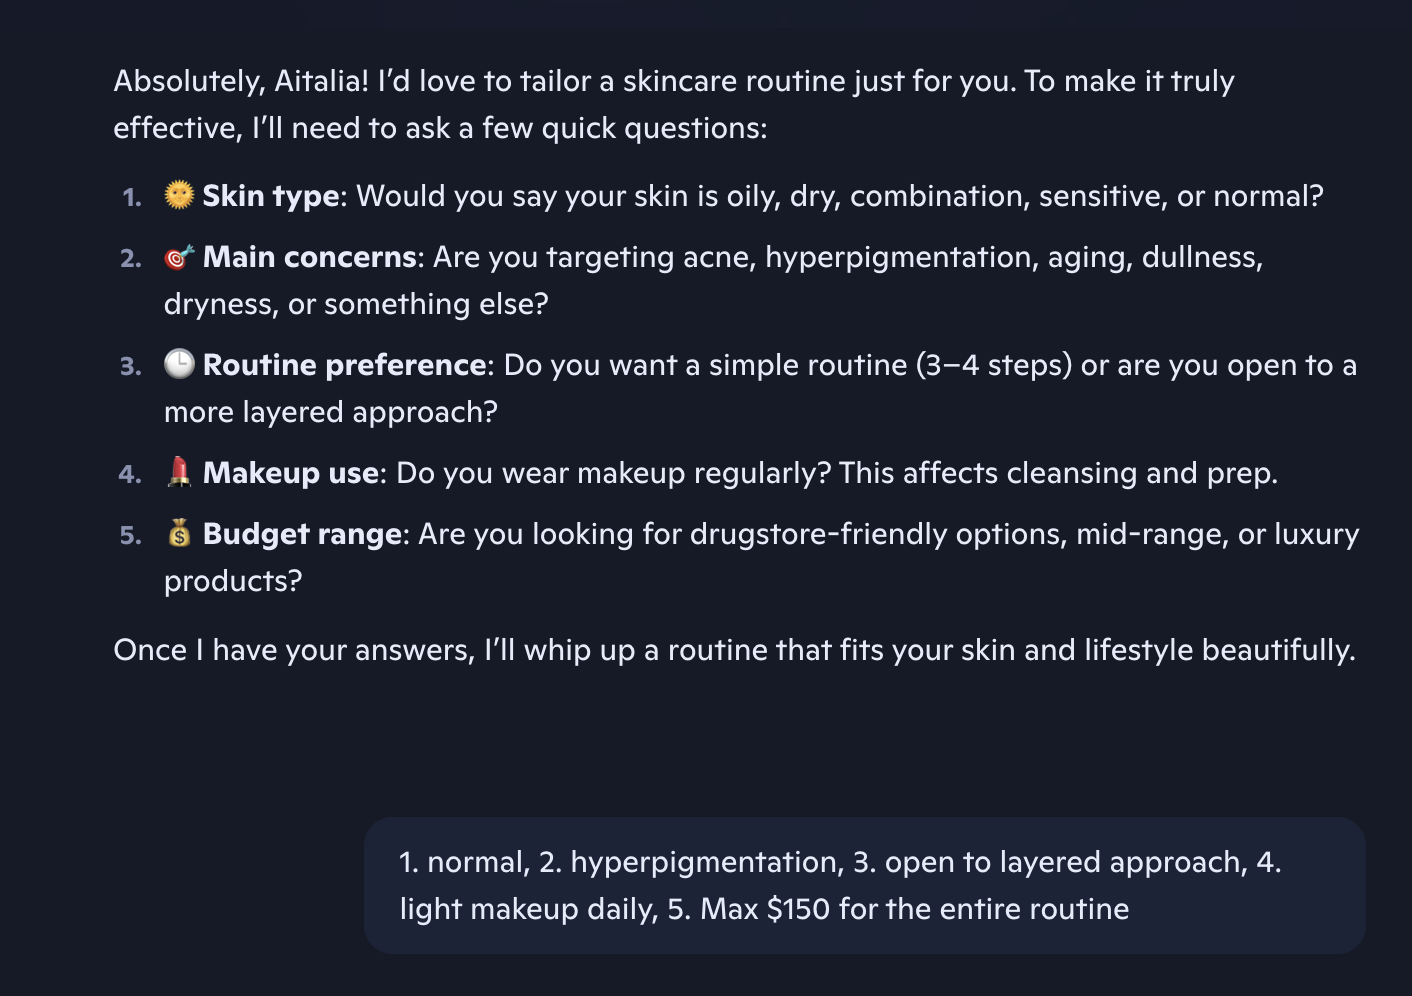 Absolutely, Aitalia! I’d love to tailor a skincare routine just for you. To make it truly
effective, I’ll need to ask a few quick questions:
1. 🌞 Skin type: Would you say your skin is oily, dry, combination, sensitive, or normal?
2. 🎯 Main concerns: Are you targeting acne, hyperpigmentation, aging, dullness,
dryness, or something else?
3. 🕒 Routine preference: Do you want a simple routine (3–4 steps) or are you open to a
more layered approach?
4. 💄 Makeup use: Do you wear makeup regularly? This affects cleansing and prep.
5. 💰 Budget range: Are you looking for drugstore-friendly options, mid-range, or luxury
products?
Once I have your answers, I’ll whip up a routine that fits your skin and lifestyle beautifully.
1. normal, 2. hyperpigmentation, 3. open to layered approach, 4.
light makeup daily, 5. Max $150 for the entire routine